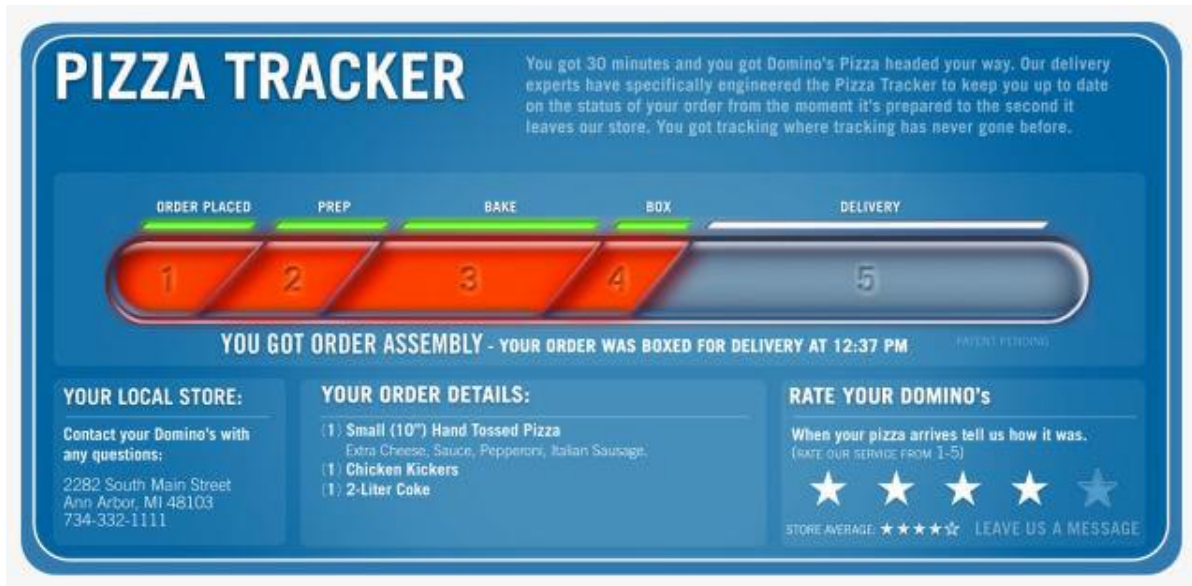 PIZZA TRACKER
You got 30 minutes and you got Domino's Pizza headed your way. Our delivery
experts have specifically engineered the Pizza Tracker to keep you up to date
on the status of your order from the moment it's prepared to the second it
leaves our store. You got tracking where tracking has never gone before.
ORDER PLACED PREP BAKE BOX DELIVERY
1 2 3 4 5
YOU GOT ORDER ASSEMBLY - YOUR ORDER WAS BOXED FOR DELIVERY AT 12:37 PM
PATENT PENDING
YOUR LOCAL STORE:
Contact your Domino's with
any questions:
2282 South Main Street
Ann Arbor, MI 48103
734-332-1111
YOUR ORDER DETAILS:
(1) Small (10") Hand Tossed Pizza
Extra Cheese, Sauce, Pepperoni, Italian Sausage.
(1) Chicken Kickers
(1) 2-Liter Coke
RATE YOUR DOMINO's
When your pizza arrives tell us how it was.
(RATE OUR SERVICE FROM 1-5)
STORE AVERAGE: LEAVE US A MESSAGE